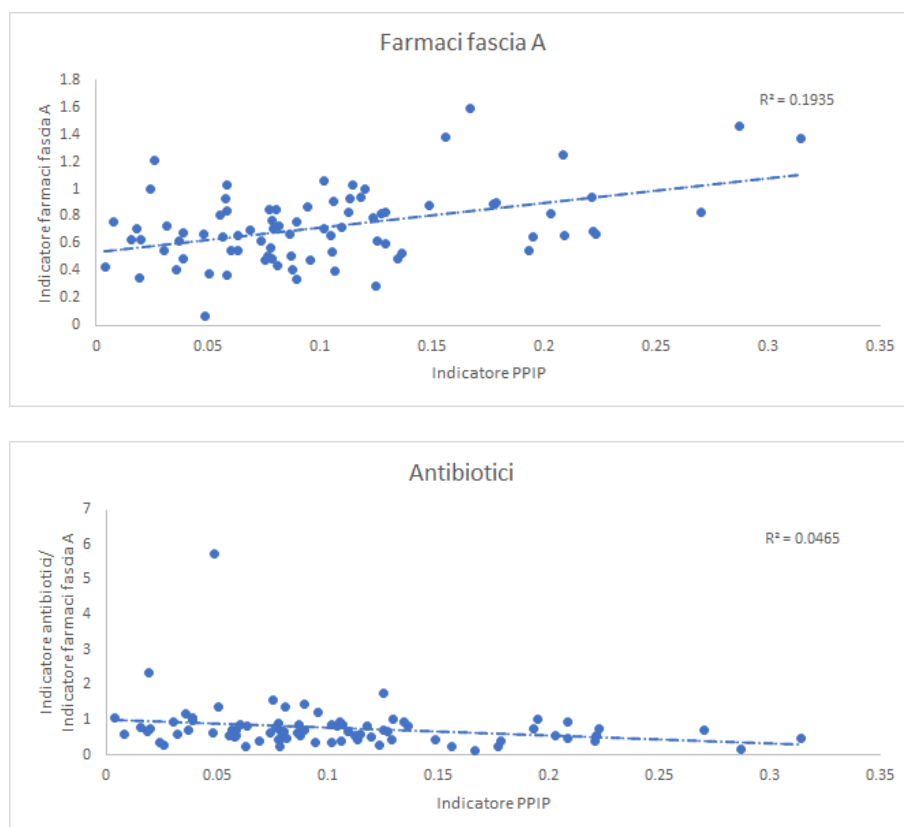 Farmaci fascia A
R² = 0.1935
Indicatore farmaci fascia A
1.8
1.6
1.4
1.2
1
0.8
0.6
0.4
0.2
0
0 0.05 0.1 0.15 0.2 0.25 0.3 0.35
Indicatore PPIP
Antibiotici
R² = 0.0465
Indicatore antibiotici/
Indicatore farmaci fascia A
7
6
5
4
3
2
1
0
0 0.05 0.1 0.15 0.2 0.25 0.3 0.35
Indicatore PPIP